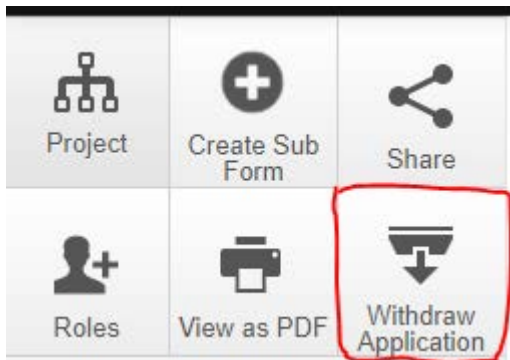 Project
Create Sub
Form
Share
Roles
View as PDF
Withdraw
Application